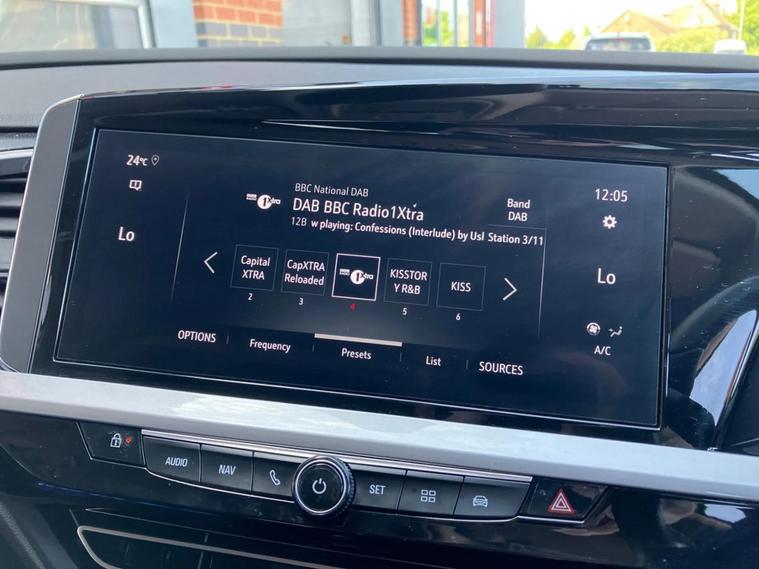 24°C
12:05
BBC National DAB
DAB BBC Radio1Xtra
Band
DAB
12B w playing: Confessions (Interlude) by Usl Station 3/11
Lo
Lo
Capital
XTRA
CapXTRA
Reloaded
1Xtra
KISSTOR
Y R&B
KISS
2
3
4
5
6
A/C
OPTIONS
Frequency
Presets
List
SOURCES
AUDIO
NAV
SET